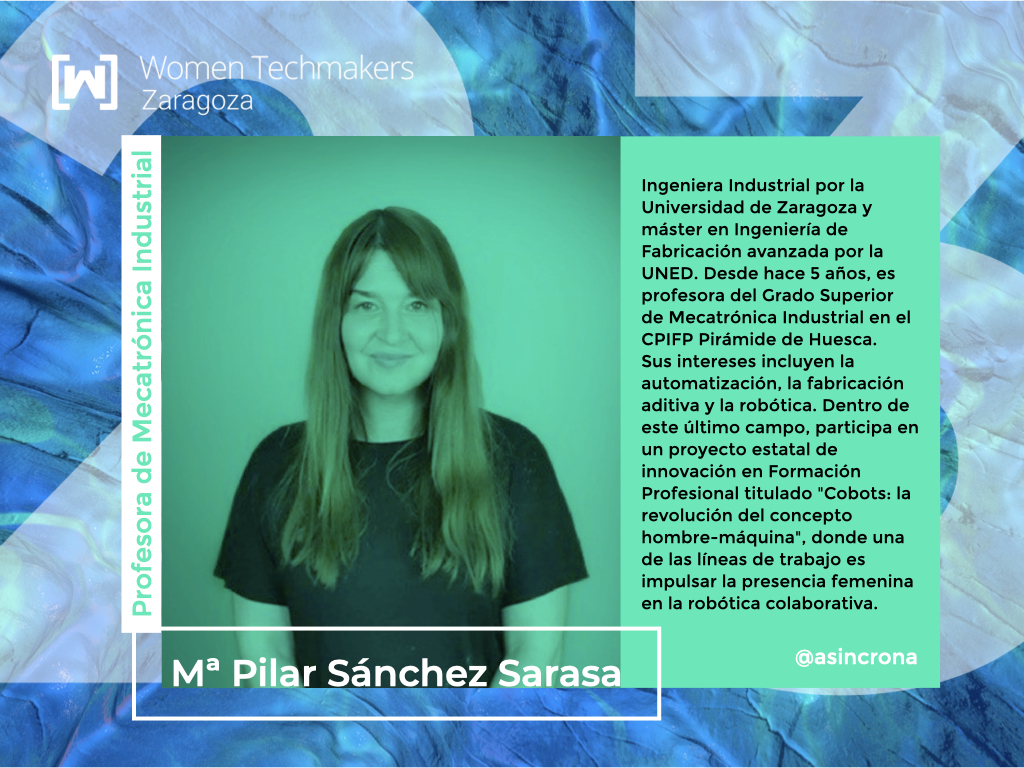 [W] Women Techmakers
Zaragoza
Profesora de Mecatrónica Industrial
Ingeniera Industrial por la
Universidad de Zaragoza y
máster en Ingeniería de
Fabricación avanzada por la
UNED. Desde hace 5 años, es
profesora del Grado Superior
de Mecatrónica Industrial en el
CPIFP Pirámide de Huesca.
Sus intereses incluyen la
automatización, la fabricación
aditiva y la robótica. Dentro de
este último campo, participa en
un proyecto estatal de
innovación en Formación
Profesional titulado "Cobots: la
revolución del concepto
hombre-máquina", donde una
de las líneas de trabajo es
impulsar la presencia femenina
en la robótica colaborativa.
@asincrona
Mª Pilar Sánchez Sarasa